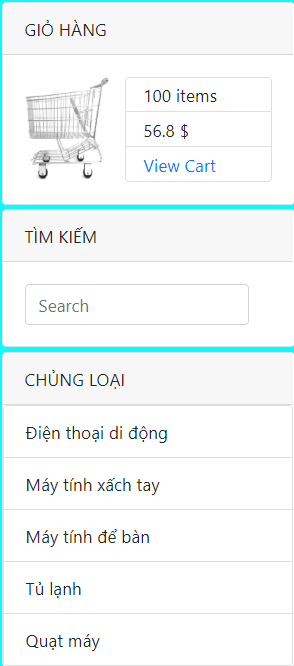 GIỎ HÀNG
100 items
56.8 $
View Cart
TÌM KIẾM
Search
CHỦNG LOẠI
Điện thoại di động
Máy tính xách tay
Máy tính để bàn
Tủ lạnh
Quạt máy